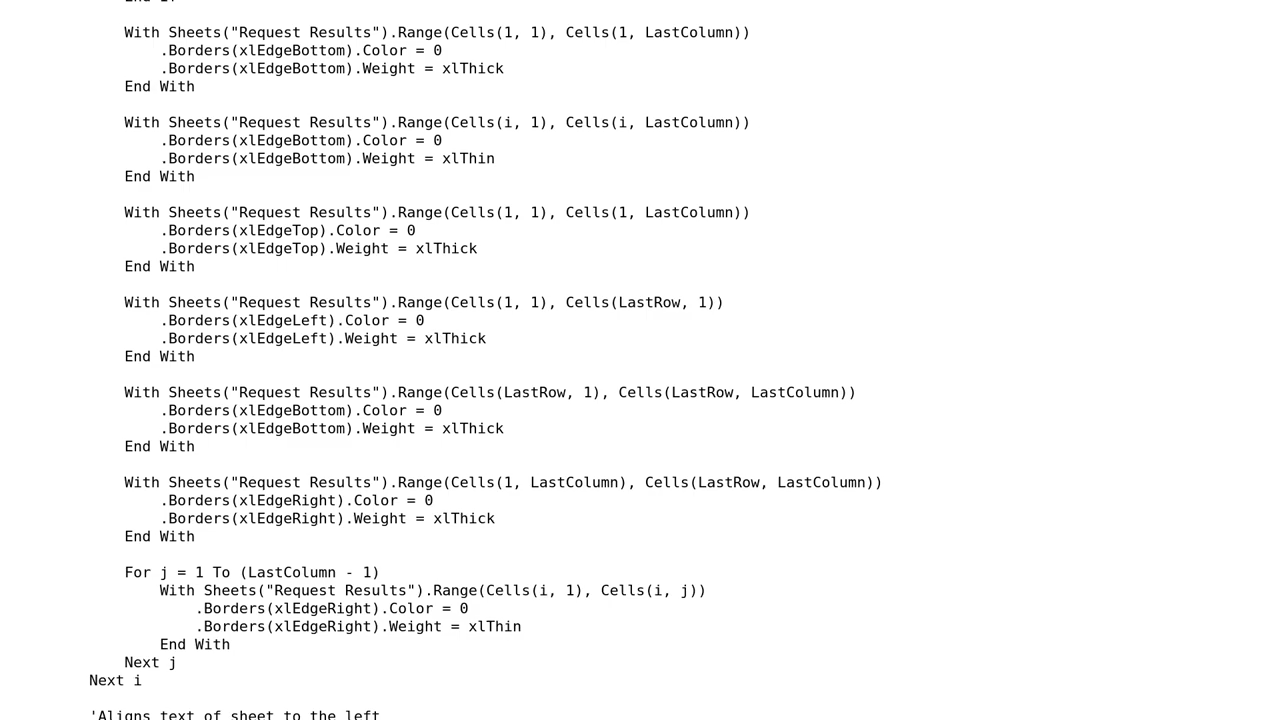 End If
With Sheets("Request Results").Range(Cells(1, 1), Cells(1, LastColumn))
.Borders(xlEdgeBottom).Color = 0
.Borders(xlEdgeBottom).Weight = xlThick
End With
With Sheets("Request Results").Range(Cells(i, 1), Cells(i, LastColumn))
.Borders(xlEdgeBottom).Color = 0
.Borders(xlEdgeBottom).Weight = xlThin
End With
With Sheets("Request Results").Range(Cells(1, 1), Cells(1, LastColumn))
.Borders(xlEdgeTop).Color = 0
.Borders(xlEdgeTop).Weight = xlThick
End With
With Sheets("Request Results").Range(Cells(1, 1), Cells(LastRow, 1))
.Borders(xlEdgeLeft).Color = 0
.Borders(xlEdgeLeft).Weight = xlThick
End With
With Sheets("Request Results").Range(Cells(LastRow, 1), Cells(LastRow, LastColumn))
.Borders(xlEdgeBottom).Color = 0
.Borders(xlEdgeBottom).Weight = xlThick
End With
With Sheets("Request Results").Range(Cells(1, LastColumn), Cells(LastRow, LastColumn))
.Borders(xlEdgeRight).Color = 0
.Borders(xlEdgeRight).Weight = xlThick
End With
For j = 1 To (LastColumn - 1)
With Sheets("Request Results").Range(Cells(i, 1), Cells(i, j))
.Borders(xlEdgeRight).Color = 0
.Borders(xlEdgeRight).Weight = xlThin
End With
Next j
Next i
'Aligns text of sheet to the left